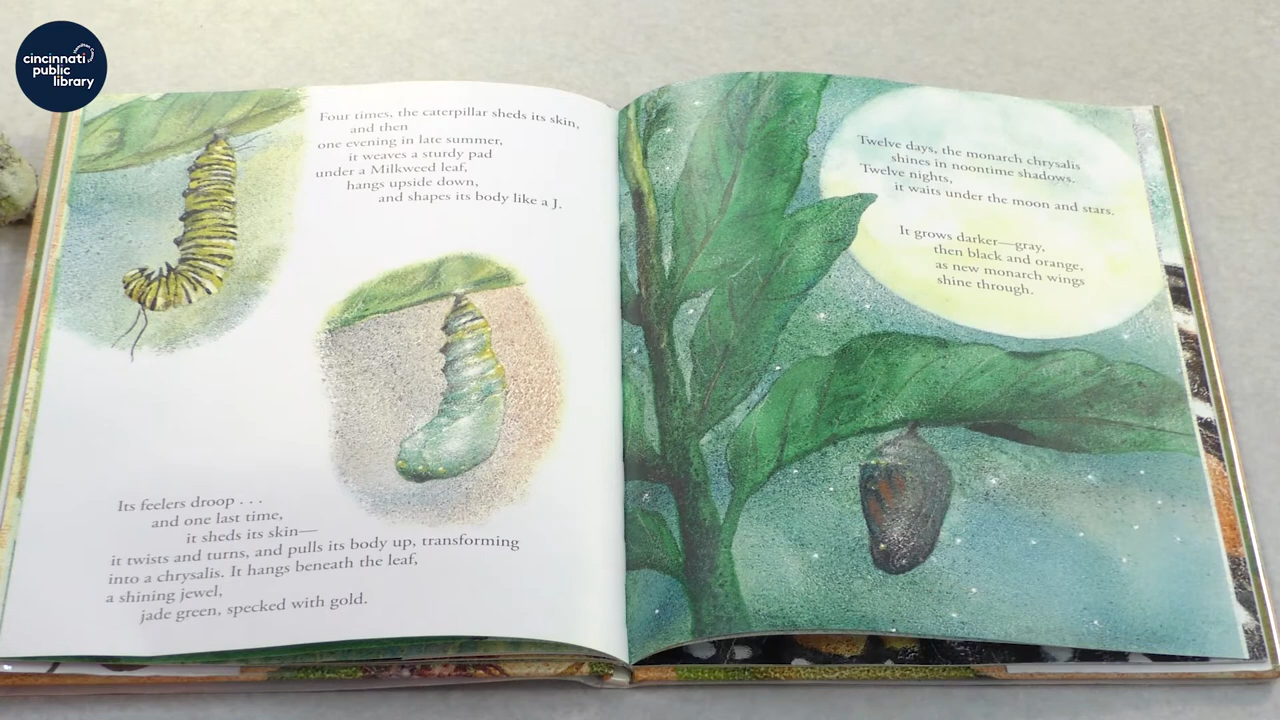 cincinnati
public
library
Four times, the caterpillar sheds its skin,
and then
one evening in late summer,
it weaves a sturdy pad
under a Milkweed leaf,
hangs upside down,
and shapes its body like a J.
Its feelers droop . . .
and one last time,
it sheds its skin—
it twists and turns, and pulls its body up, transforming
into a chrysalis. It hangs beneath the leaf,
a shining jewel,
jade green, specked with gold.
Twelve days, the monarch chrysalis
shines in noontime shadows.
Twelve nights,
it waits under the moon and stars.
It grows darker—gray,
then black and orange,
as new monarch wings
shine through.